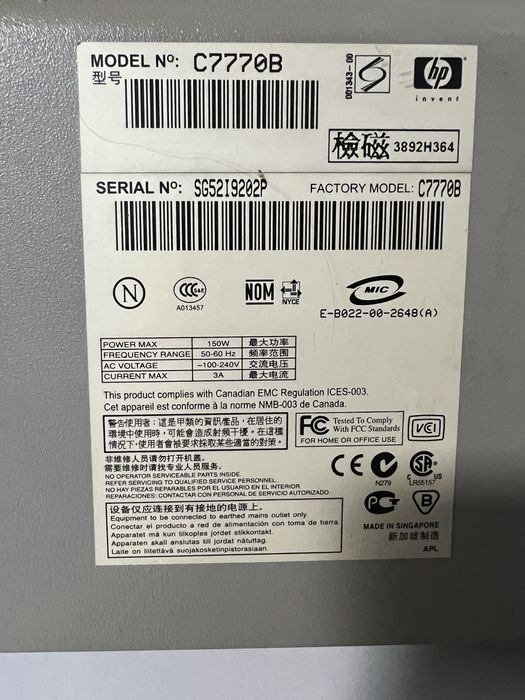 MODEL Nº: C7770B
型号
001343-00
hp
invent
檢磁 3892H364
SERIAL Nº: SG52I9202P FACTORY MODEL: C7770B
N
CCC S&E
A013457
NOM
NYCE
MIC
E-B022-00-2648(A)
POWER MAX 150W 最大功率
FREQUENCY RANGE 50-60 Hz 频率范围
AC VOLTAGE ~100-240V 交流电压
CURRENT MAX 3A 最大电流
This product complies with Canadian EMC Regulation ICES-003.
Cet appareil est conforme à la norme NMB-003 de Canada.
警告使用者: 這是甲類的資訊產品，在居住的
環境中使用時，可能會造成射頻干擾，在這種
情況下，使用者會被要求採取某些適當的對策。
FC Tested To Comply
With FCC Standards
FOR HOME OR OFFICE USE
VCI
非维修人员请勿打开机盖。
需要维修时请找专业人员服务。
NO OPERATOR SERVICEABLE PARTS INSIDE.
REFER SERVICING TO QUALIFIED SERVICE PERSONNEL.
NO HAY PIEZAS REPARABLES POR EL USUARIO EN EL INTERIOR.
REPARACIONES: CONTACTAR CON PERSONAL DE SERVICIO AUTORIZADO
CE
N279
SA
C US
LR55157
设备仅应连接到有接地的电源上。
Equipment to be connected to earthed mains outlet only.
Conectar el producto a red de alimentación con toma de tierra.
Apparatet må kun tilkoples jordet stikkontakt.
Apparaten skall anslutas till jordat nätuttag.
Laite on liitettävä suojakosketinpistorasiaan.
B
MADE IN SINGAPORE
新加坡制造
APL